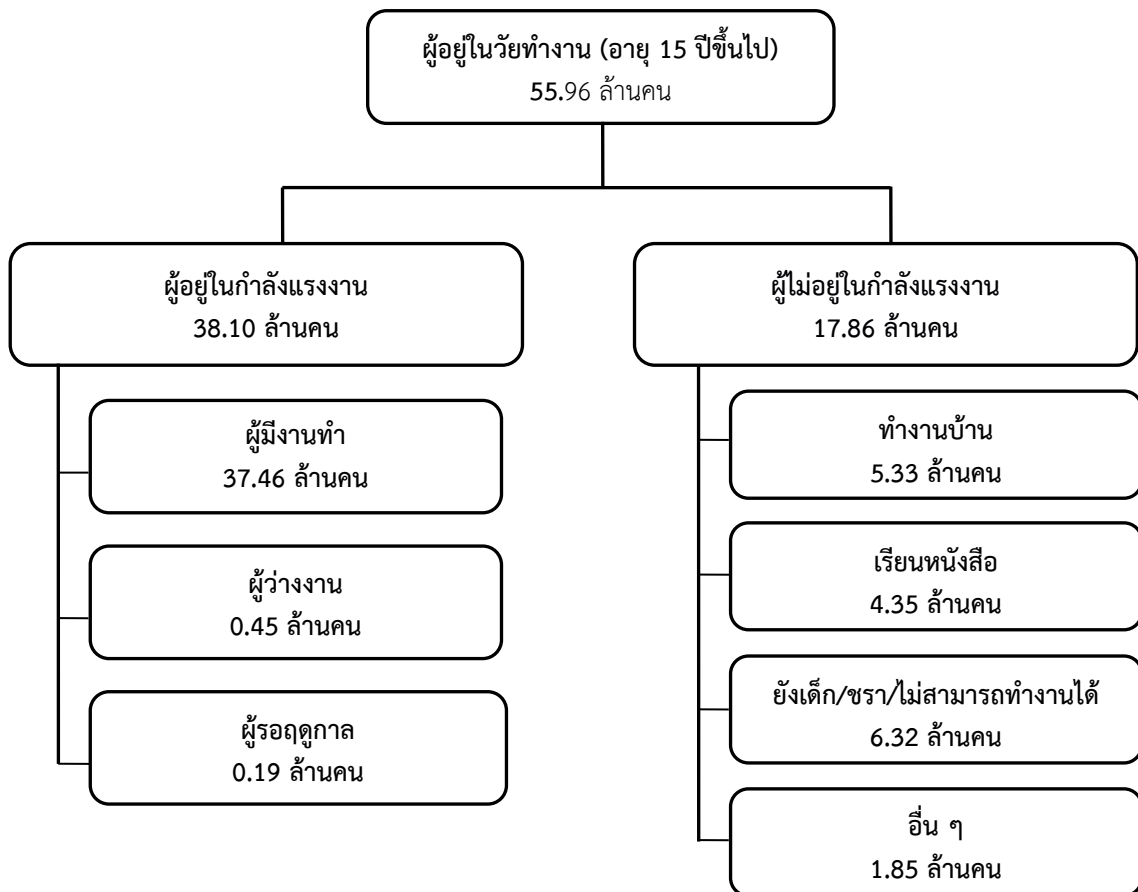 ผู้อยู่ในวัยทำงาน (อายุ 15 ปีขึ้นไป)
55.96 ล้านคน
ผู้อยู่ในกำลังแรงงาน
38.10 ล้านคน
ผู้มีงานทำ
37.46 ล้านคน
ผู้ว่างงาน
0.45 ล้านคน
ผู้รอฤดูกาล
0.19 ล้านคน
ผู้ไม่อยู่ในกำลังแรงงาน
17.86 ล้านคน
ทำงานบ้าน
5.33 ล้านคน
เรียนหนังสือ
4.35 ล้านคน
ยังเด็ก/ชรา/ไม่สามารถทำงานได้
6.32 ล้านคน
อื่น ๆ
1.85 ล้านคน